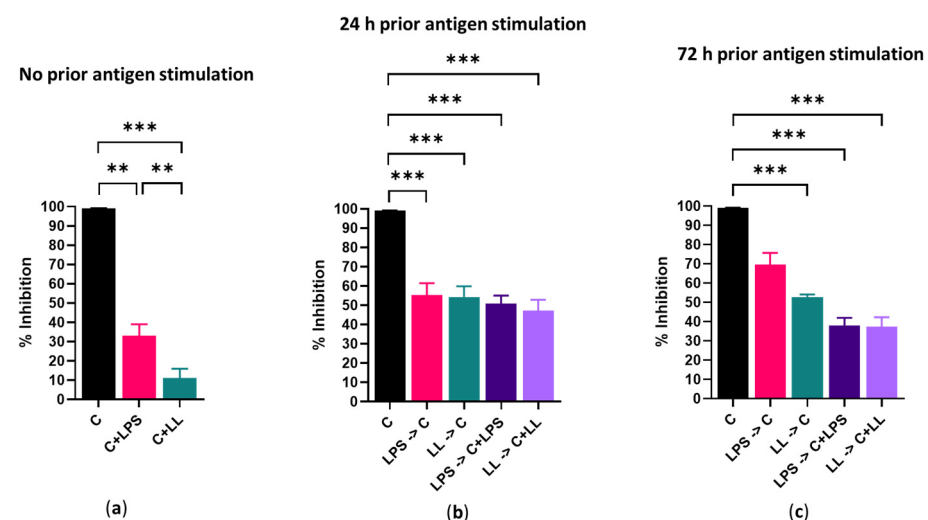 No prior antigen stimulation
***
**
**
% Inhibition
100
90
80
70
60
50
40
30
20
10
0
C
C+LPS
C+LL
(a)
24 h prior antigen stimulation
***
***
***
***
% Inhibition
100
90
80
70
60
50
40
30
20
10
0
C
LPS -> C
LL -> C
LPS -> C+LPS
LL -> C+LL
(b)
72 h prior antigen stimulation
***
***
***
% Inhibition
100
90
80
70
60
50
40
30
20
10
0
C
LPS -> C
LL -> C
LPS -> C+LPS
LL -> C+LL
(c)